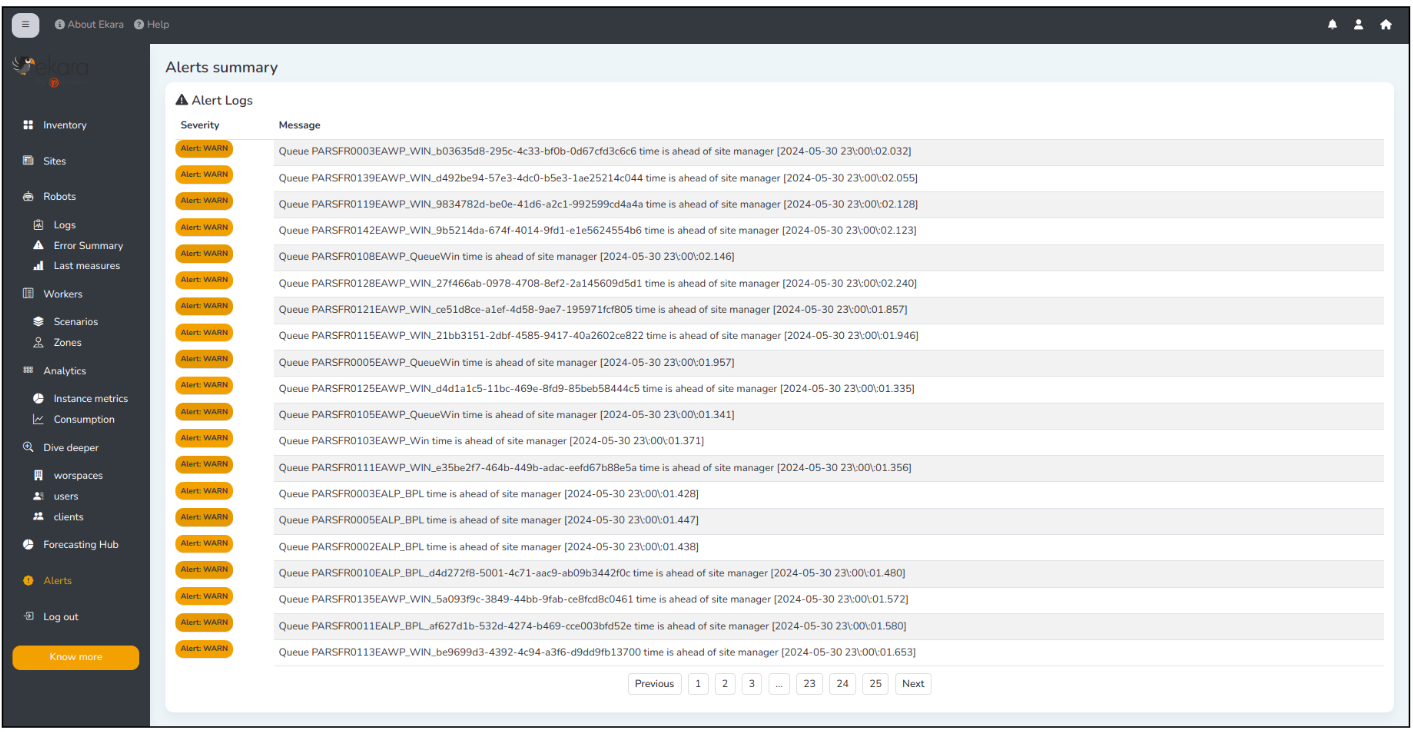 About Ekara Help
ekara
Inventory
Sites
Robots
Logs
Error Summary
Last measures
Workers
Scenarios
Zones
Analytics
Instance metrics
Consumption
Dive deeper
worspaces
users
clients
Forecasting Hub
Alerts
Log out
Know more
Alerts summary
Alert Logs
Severity Message
Alert: WARN Queue PARSFR0003EAWP_WIN_b03635d8-295c-4c33-bf0b-0d67cfd3c6c6 time is ahead of site manager [2024-05-30 23\:00\:02.032]
Alert: WARN Queue PARSFR0139EAWP_WIN_d492be94-57e3-4dc0-b5e3-1ae25214c044 time is ahead of site manager [2024-05-30 23\:00\:02.055]
Alert: WARN Queue PARSFR0119EAWP_WIN_9834782d-be0e-41d6-a2c1-992599cd4a4a time is ahead of site manager [2024-05-30 23\:00\:02.128]
Alert: WARN Queue PARSFR0142EAWP_WIN_9b5214da-674f-4014-9fd1-e1e5624554b6 time is ahead of site manager [2024-05-30 23\:00\:02.123]
Alert: WARN Queue PARSFR0108EAWP_QueueWin time is ahead of site manager [2024-05-30 23\:00\:02.146]
Alert: WARN Queue PARSFR0128EAWP_WIN_27f466ab-0978-4708-8ef2-2a145609d5d1 time is ahead of site manager [2024-05-30 23\:00\:02.240]
Alert: WARN Queue PARSFR0121EAWP_WIN_ce51d8ce-a1ef-4d58-9ae7-195971fcf805 time is ahead of site manager [2024-05-30 23\:00\:01.857]
Alert: WARN Queue PARSFR0115EAWP_WIN_21bb3151-2dbf-4585-9417-40a2602ce822 time is ahead of site manager [2024-05-30 23\:00\:01.946]
Alert: WARN Queue PARSFR0005EAWP_QueueWin time is ahead of site manager [2024-05-30 23\:00\:01.957]
Alert: WARN Queue PARSFR0125EAWP_WIN_d4d1a1c5-11bc-469e-8fd9-85beb58444c5 time is ahead of site manager [2024-05-30 23\:00\:01.335]
Alert: WARN Queue PARSFR0105EAWP_QueueWin time is ahead of site manager [2024-05-30 23\:00\:01.341]
Alert: WARN Queue PARSFR0103EAWP_Win time is ahead of site manager [2024-05-30 23\:00\:01.371]
Alert: WARN Queue PARSFR0111EAWP_WIN_e35be2f7-464b-449b-adac-eefd67b88e5a time is ahead of site manager [2024-05-30 23\:00\:01.356]
Alert: WARN Queue PARSFR0003EALP_BPL time is ahead of site manager [2024-05-30 23\:00\:01.428]
Alert: WARN Queue PARSFR0005EALP_BPL time is ahead of site manager [2024-05-30 23\:00\:01.447]
Alert: WARN Queue PARSFR0002EALP_BPL time is ahead of site manager [2024-05-30 23\:00\:01.438]
Alert: WARN Queue PARSFR0010EALP_BPL_d4d272f8-5001-4c71-aac9-ab09b3442f0c time is ahead of site manager [2024-05-30 23\:00\:01.480]
Alert: WARN Queue PARSFR0135EAWP_WIN_5a093f9c-3849-44bb-9fab-ce8fcd8c0461 time is ahead of site manager [2024-05-30 23\:00\:01.572]
Alert: WARN Queue PARSFR0011EALP_BPL_af627d1b-532d-4274-b469-cce003bfd52e time is ahead of site manager [2024-05-30 23\:00\:01.580]
Alert: WARN Queue PARSFR0113EAWP_WIN_be9699d3-4392-4c94-a3f6-d9dd9fb13700 time is ahead of site manager [2024-05-30 23\:00\:01.653]
Previous 1 2 3 ... 23 24 25 Next